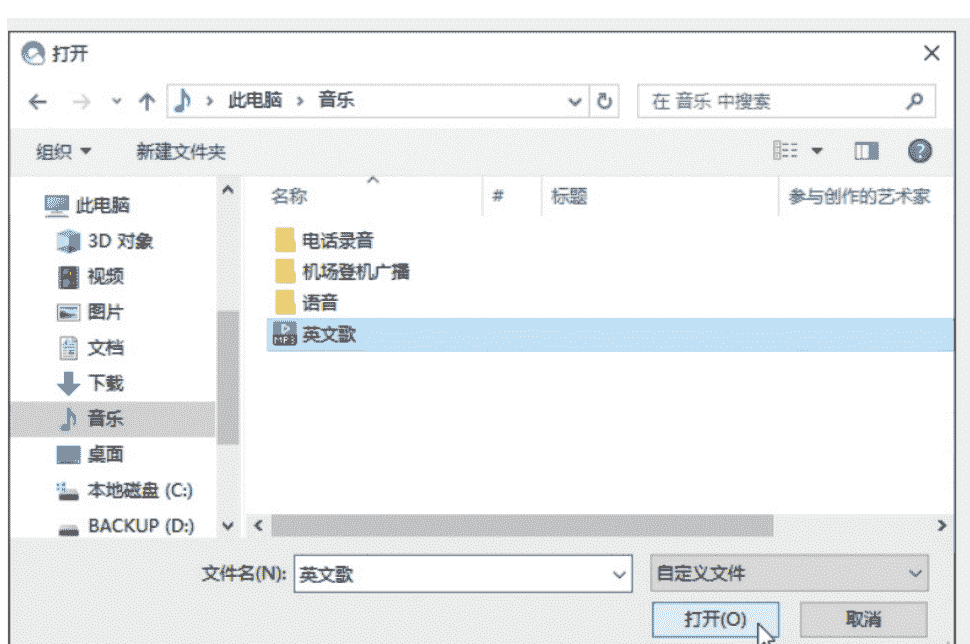 打开
此电脑 › 音乐
在 音乐 中搜索
组织 新建文件夹
此电脑
3D 对象
视频
图片
文档
下载
音乐
桌面
本地磁盘 (C:)
BACKUP (D:)
名称 # 标题 参与创作的艺术家
电话录音
机场登机广播
语音
MP3 英文歌
文件名(N): 英文歌 自定义文件
打开(O) 取消